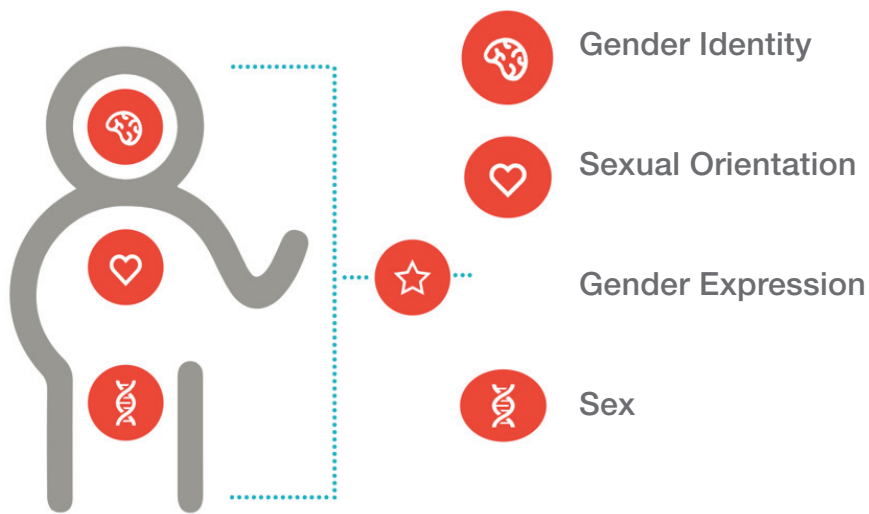 Gender Identity
Sexual Orientation
Gender Expression
Sex